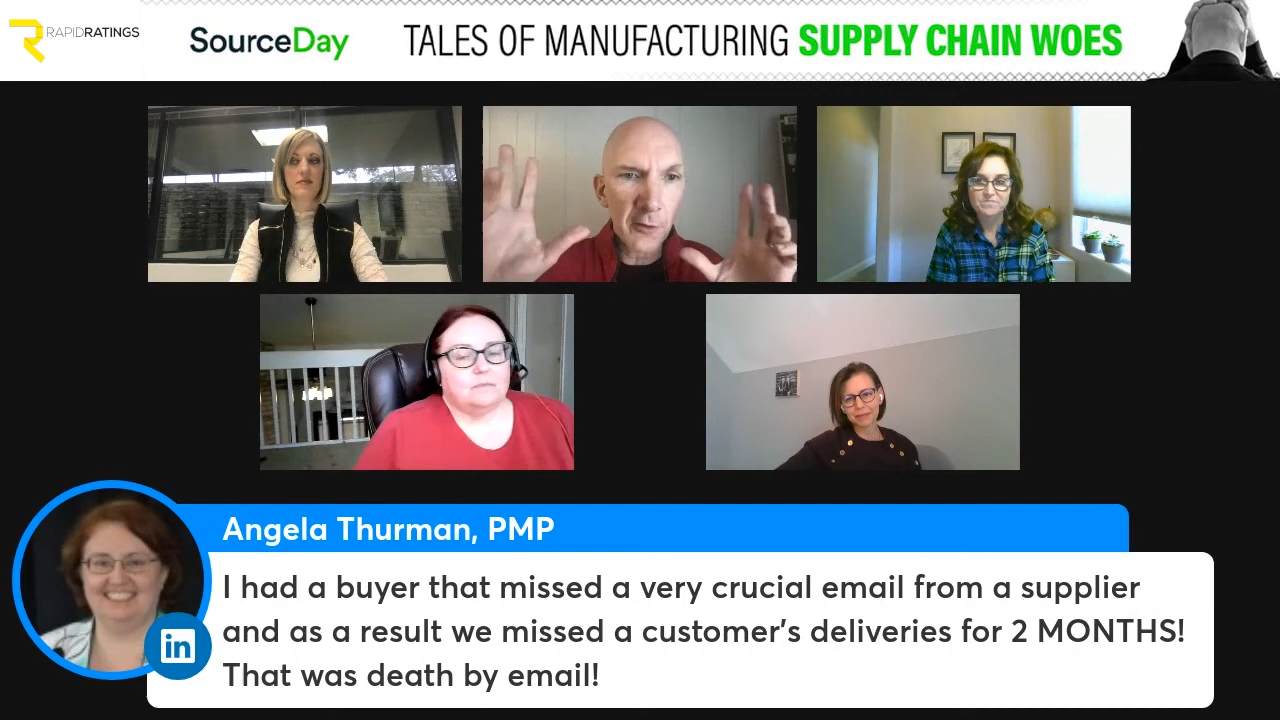 RAPIDRATINGS
SourceDay
TALES OF MANUFACTURING SUPPLY CHAIN WOES
Angela Thurman, PMP
I had a buyer that missed a very crucial email from a supplier
and as a result we missed a customer's deliveries for 2 MONTHS!
That was death by email!
in